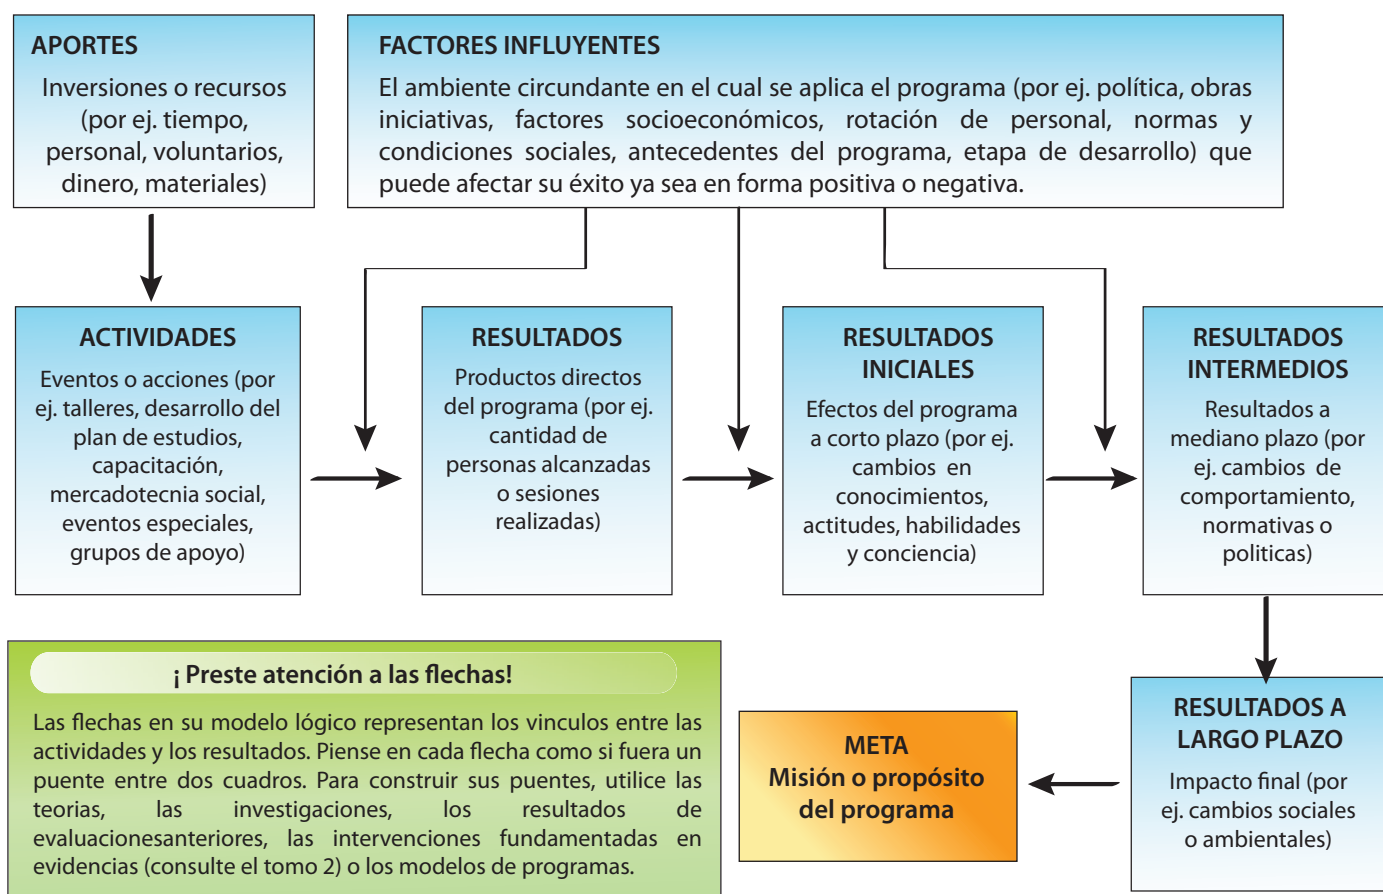 APORTES
Inversiones o recursos
(por ej. tiempo,
personal, voluntarios,
dinero, materiales)
FACTORES INFLUYENTES
El ambiente circundante en el cual se aplica el programa (por ej. política, obras
iniciativas, factores socioeconómicos, rotación de personal, normas y
condiciones sociales, antecedentes del programa, etapa de desarrollo) que
puede afectar su éxito ya sea en forma positiva o negativa.
ACTIVIDADES
Eventos o acciones (por
ej. talleres, desarrollo del
plan de estudios,
capacitación,
mercadotecnia social,
eventos especiales,
grupos de apoyo)
RESULTADOS
Productos directos
del programa (por ej.
cantidad de
personas alcanzadas
o sesiones
realizadas)
RESULTADOS
INICIALES
Efectos del programa
a corto plazo (por ej.
cambios en
conocimientos,
actitudes, habilidades
y conciencia)
RESULTADOS
INTERMEDIOS
Resultados a
mediano plazo (por
ej. cambios de
comportamiento,
normativas o
politicas)
¡ Preste atención a las flechas!
Las flechas en su modelo lógico representan los vinculos entre las
actividades y los resultados. Piense en cada flecha como si fuera un
puente entre dos cuadros. Para construir sus puentes, utilice las
teorias, las investigaciones, los resultados de
evaluacionesanteriores, las intervenciones fundamentadas en
evidencias (consulte el tomo 2) o los modelos de programas.
META
Misión o propósito
del programa
RESULTADOS A
LARGO PLAZO
Impacto final (por
ej. cambios sociales
o ambientales)